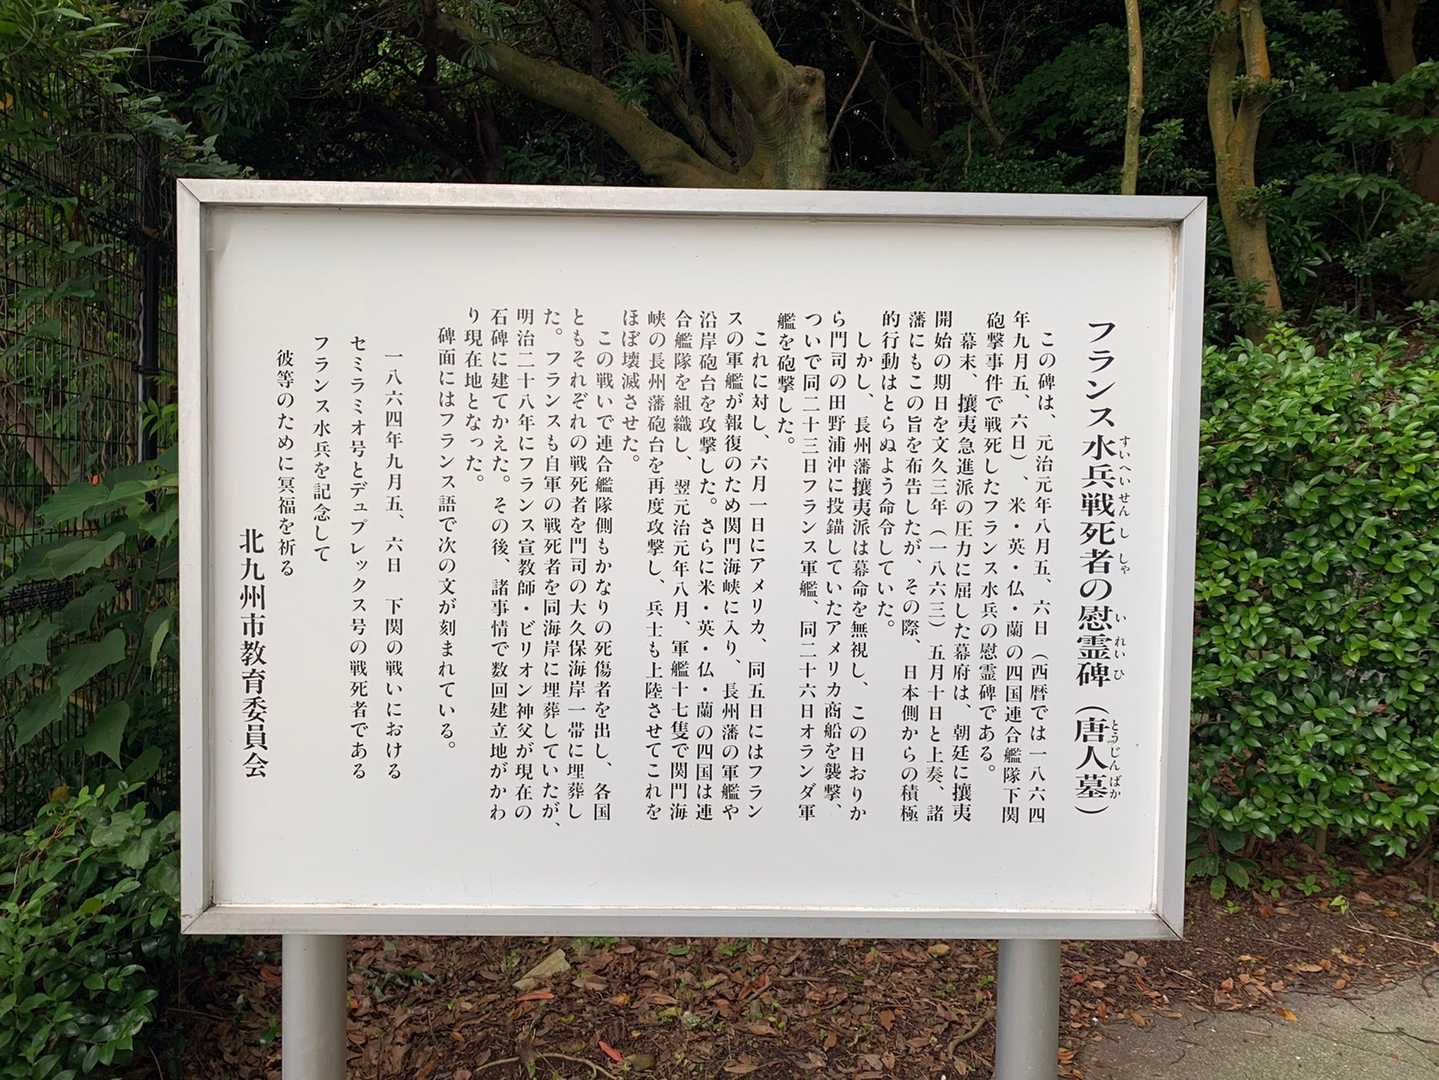 フランス水兵戦死者の慰霊碑（唐人墓）
すいへいせんししゃ いれいひ とうじんばか
この碑は、元治元年八月五、六日（西暦では一八六四
年九月五、六日）、米・英・仏・蘭の四国連合艦隊下関
砲撃事件で戦死したフランス水兵の慰霊碑である。
幕末、攘夷急進派の圧力に屈した幕府は、朝廷に攘夷
開始の期日を文久三年（一八六三）五月十日と上奏、諸
藩にもこの旨を布告したが、その際、日本側からの積極
的行動はとらぬよう命令していた。
しかし、長州藩攘夷派は幕命を無視し、この日おりか
ら門司の田野浦沖に投錨していたアメリカ商船を襲撃、
ついで同二十三日フランス軍艦、同二十六日オランダ軍
艦を砲撃した。
これに対し、六月一日にアメリカ、同五日にはフラン
スの軍艦が報復のため関門海峡に入り、長州藩の軍艦や
沿岸砲台を攻撃した。さらに米・英・仏・蘭の四国は連
合艦隊を組織し、翌元治元年八月、軍艦十七隻で関門海
峡の長州藩砲台を再度攻撃し、兵士も上陸させてこれを
ほぼ壊滅させた。
この戦いで連合艦隊側もかなりの死傷者を出し、各国
ともそれぞれの戦死者を門司の大久保海岸一帯に埋葬し
た。フランスも自軍の戦死者を同海岸に埋葬していたが、
明治二十八年にフランス宣教師・ビリオン神父が現在の
石碑に建てかえた。その後、諸事情で数回建立地がかわ
り現在地となった。
碑面にはフランス語で次の文が刻まれている。
一八六四年九月五、六日 下関の戦いにおける
セミラミオ号とデュプレックス号の戦死者である
フランス水兵を記念して
彼等のために冥福を祈る
北九州市教育委員会